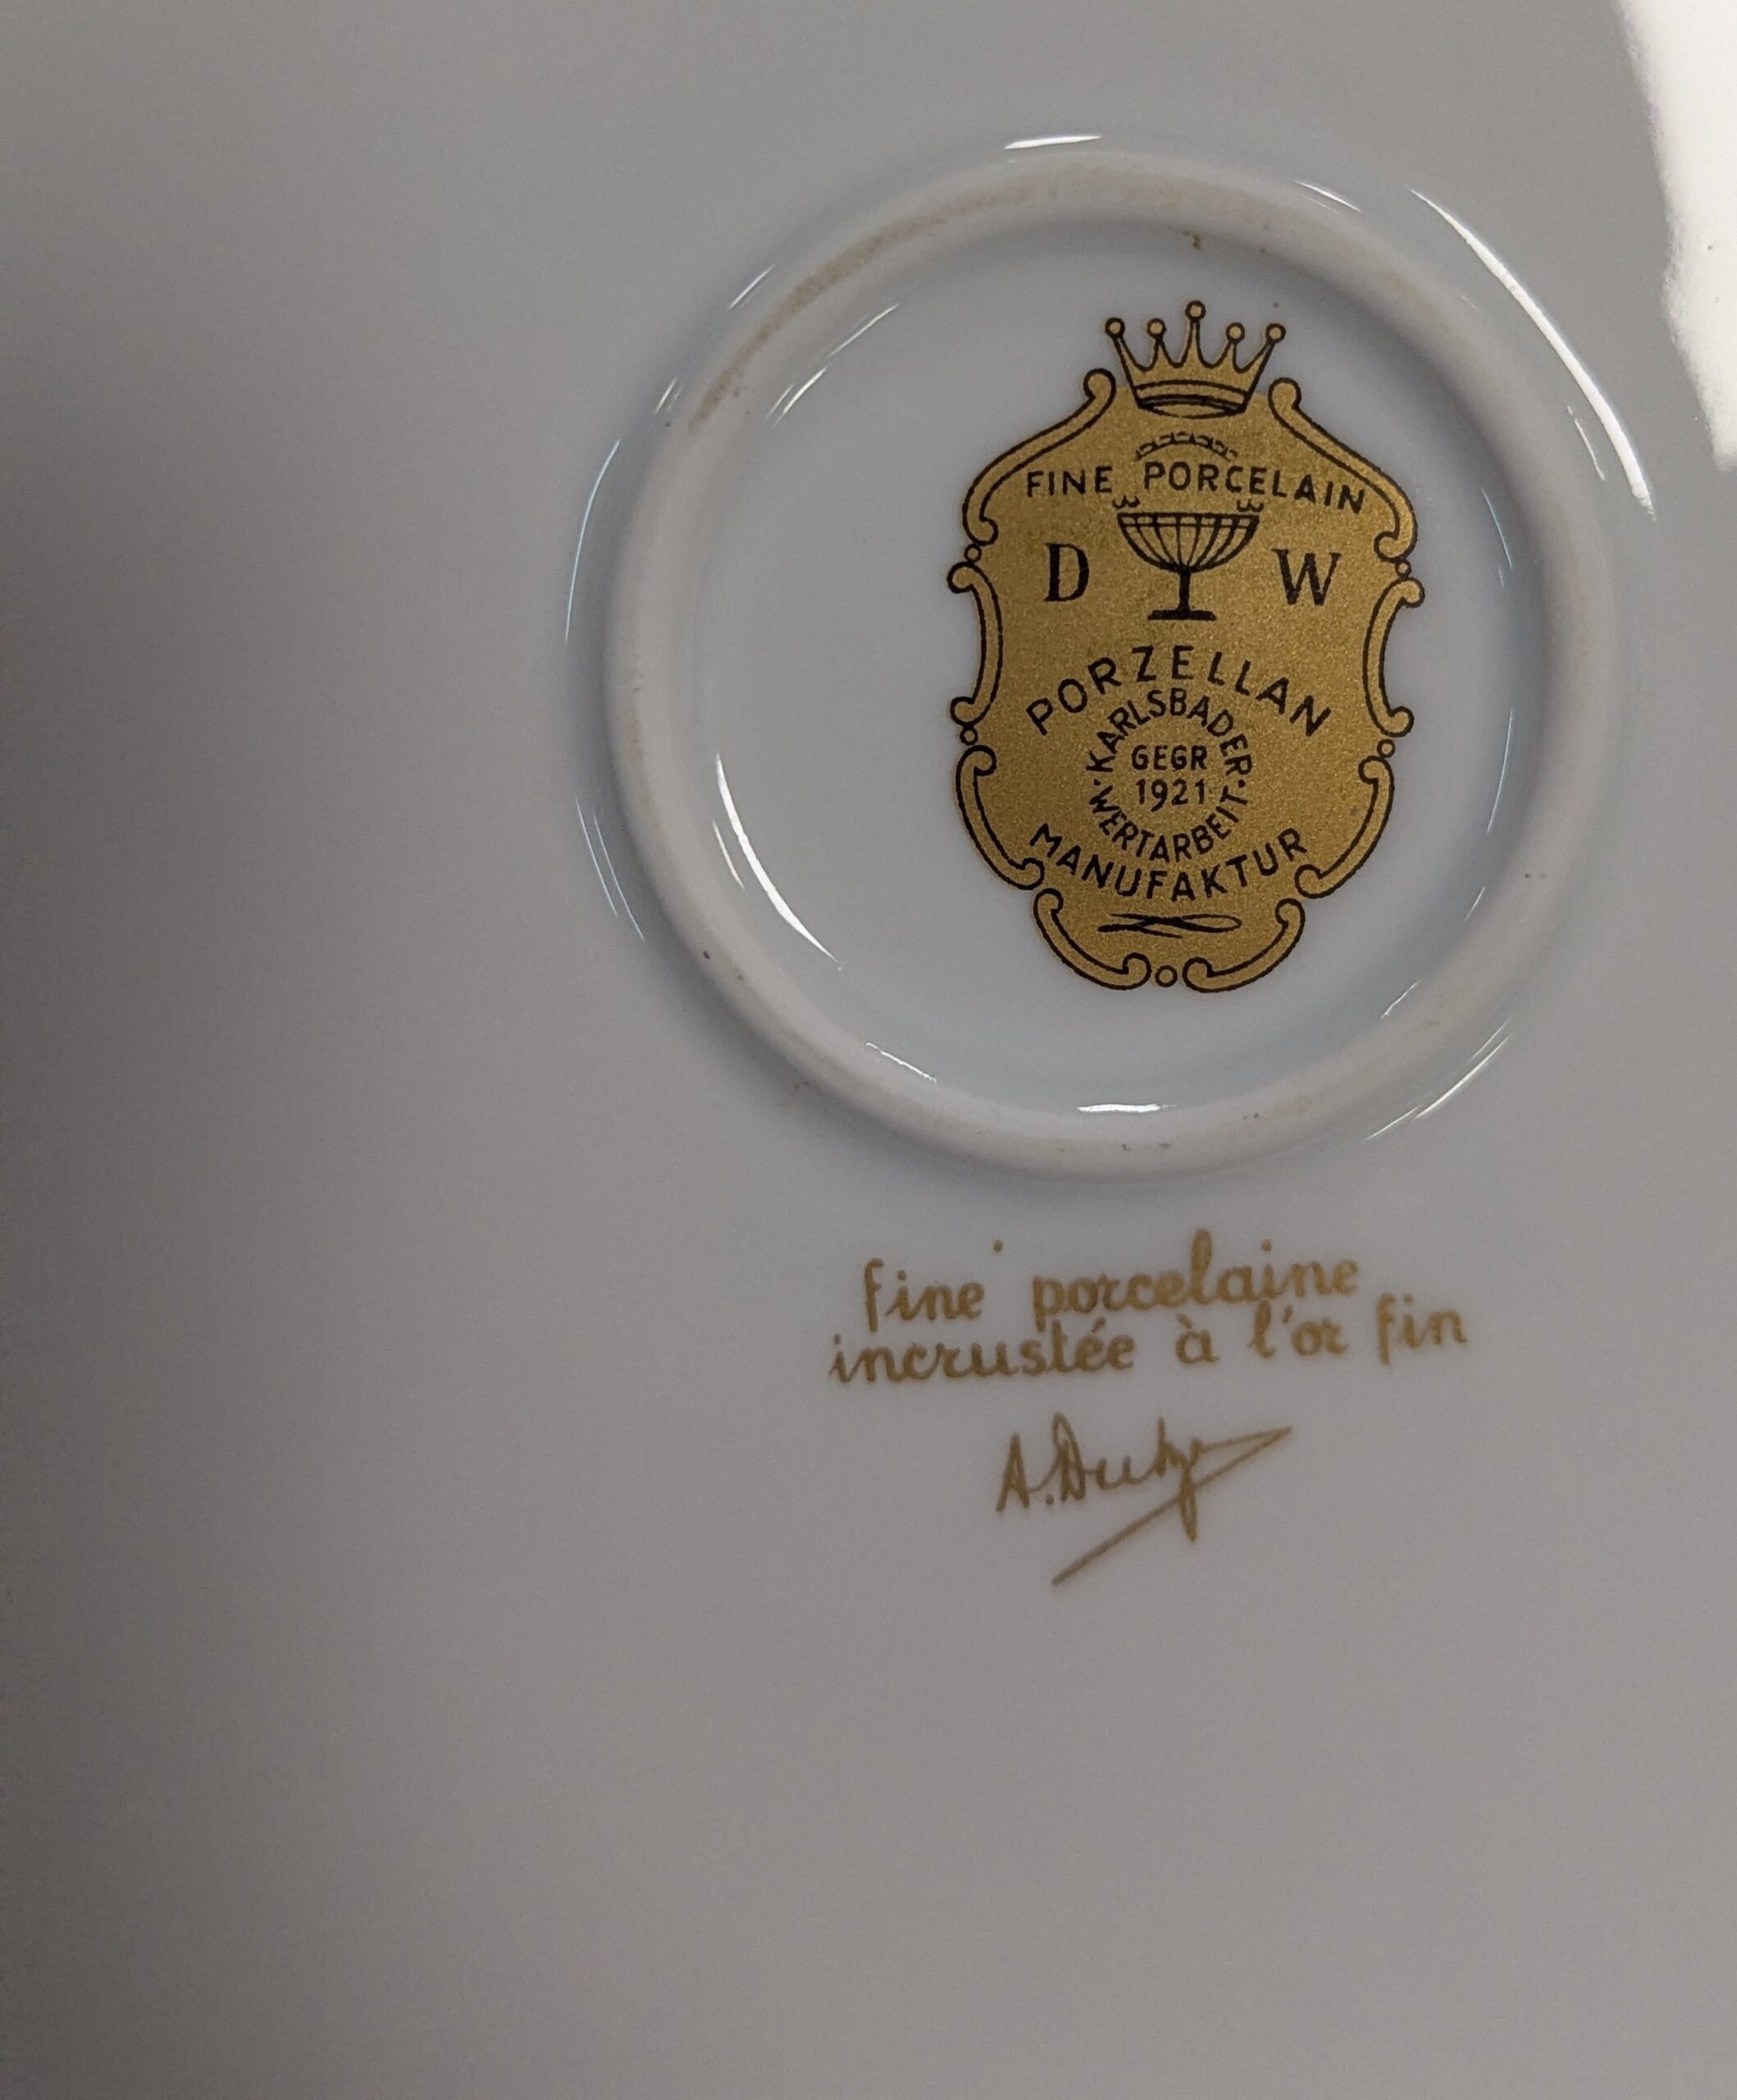 FINE PORCELAIN
D W
PORZELLAN
KARLSBADER
GEGR
1921
WERTARBEIT
MANUFAKTUR
fine porcelaine
incrustée à l'or fin
A.